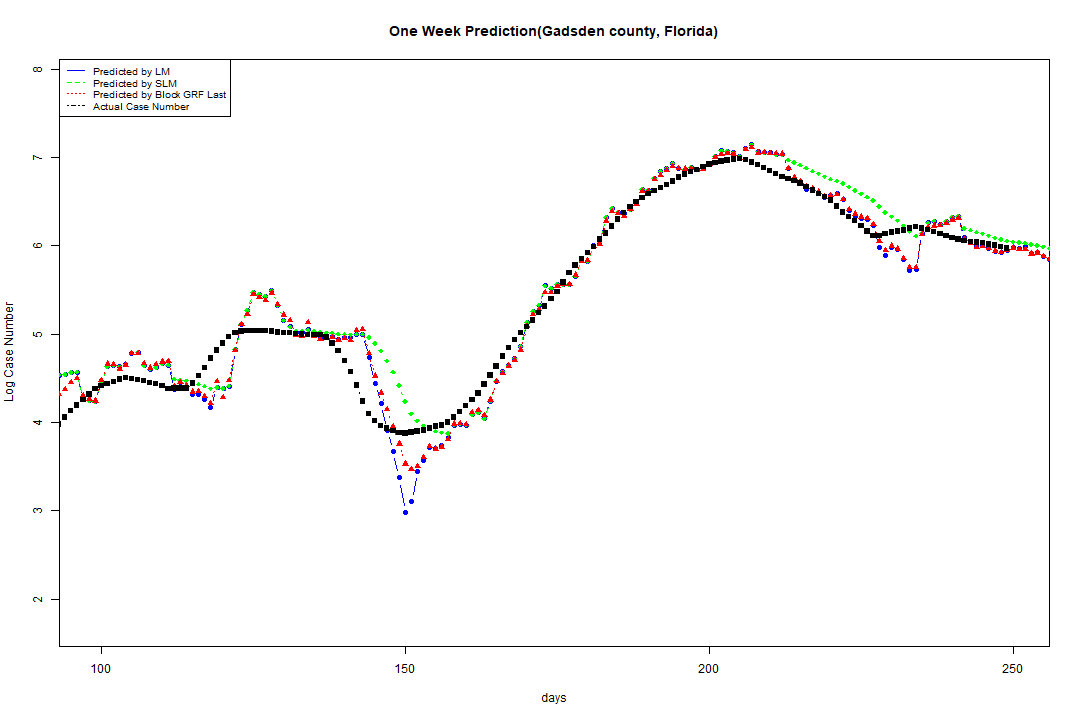 One Week Prediction(Gadsden county, Florida)
Predicted by LM
Predicted by SLM
Predicted by Block GRF Last
Actual Case Number
8
7
6
5
4
3
2
Log Case Number
100 150 200 250
days